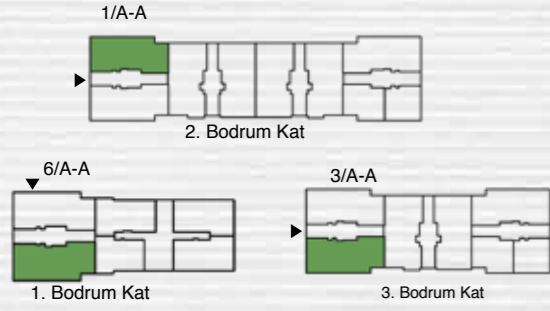 1/A-A
2. Bodrum Kat
6/A-A
1. Bodrum Kat
3/A-A
3. Bodrum Kat